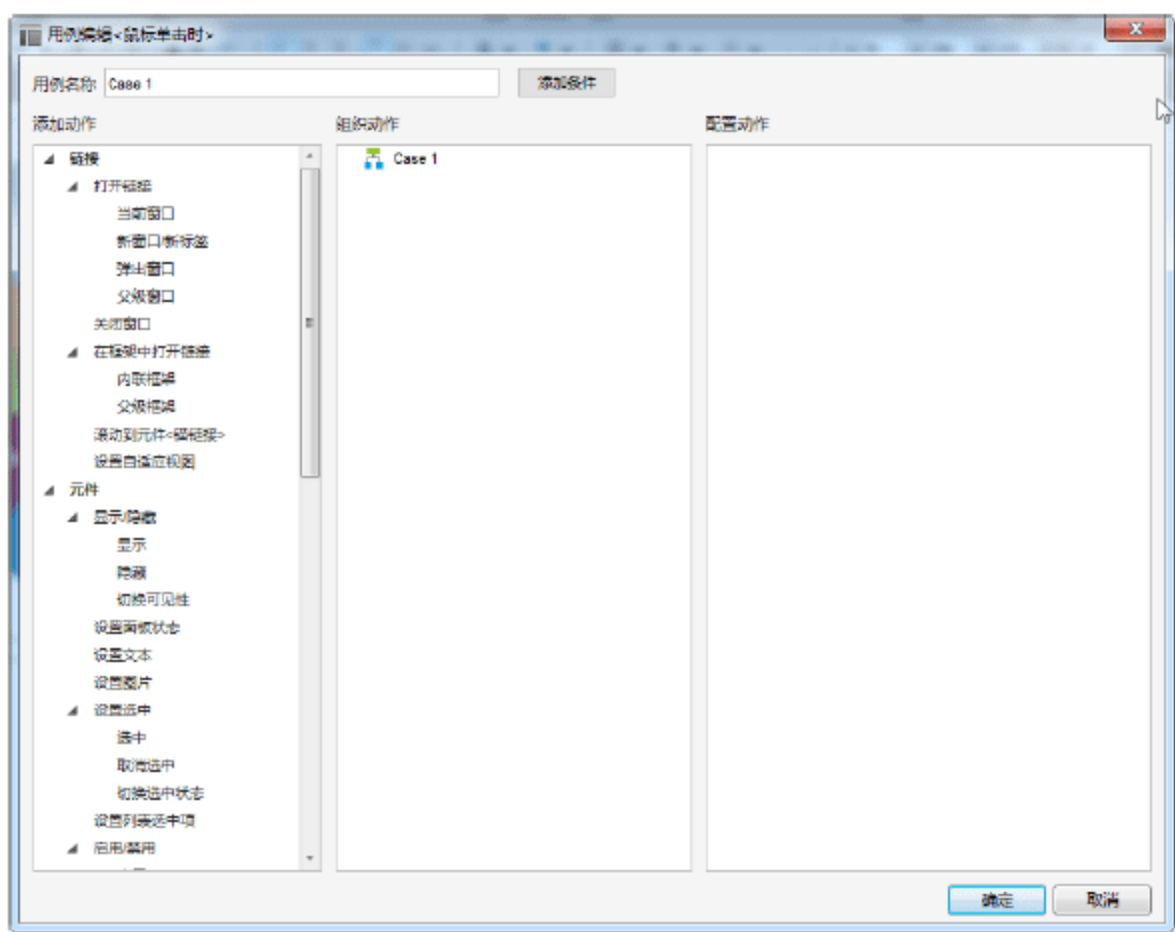 用例编辑<鼠标单击时>
用例名称 Case 1 添加条件
添加动作 组织动作 配置动作
链接 Case 1
打开链接
当前窗口
新窗口/新标签
弹出窗口
父级窗口
关闭窗口
在框架中打开链接
内联框架
父级框架
滚动到元件<锚链接>
设置自适应视图
元件
显示/隐藏
显示
隐藏
切换可见性
设置面板状态
设置文本
设置图片
设置选中
选中
取消选中
切换选中状态
设置列表选中项
启用/禁用
确定 取消